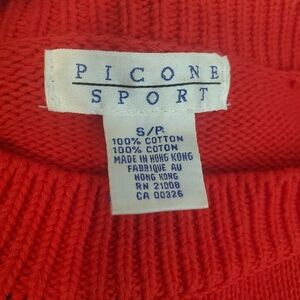 PICONE
SPORT
S/P.
100% COTTON
100% COTON
MADE IN HONG KONG
FABRIQUE AU
HONG KONG
RN 21008
CA 00326